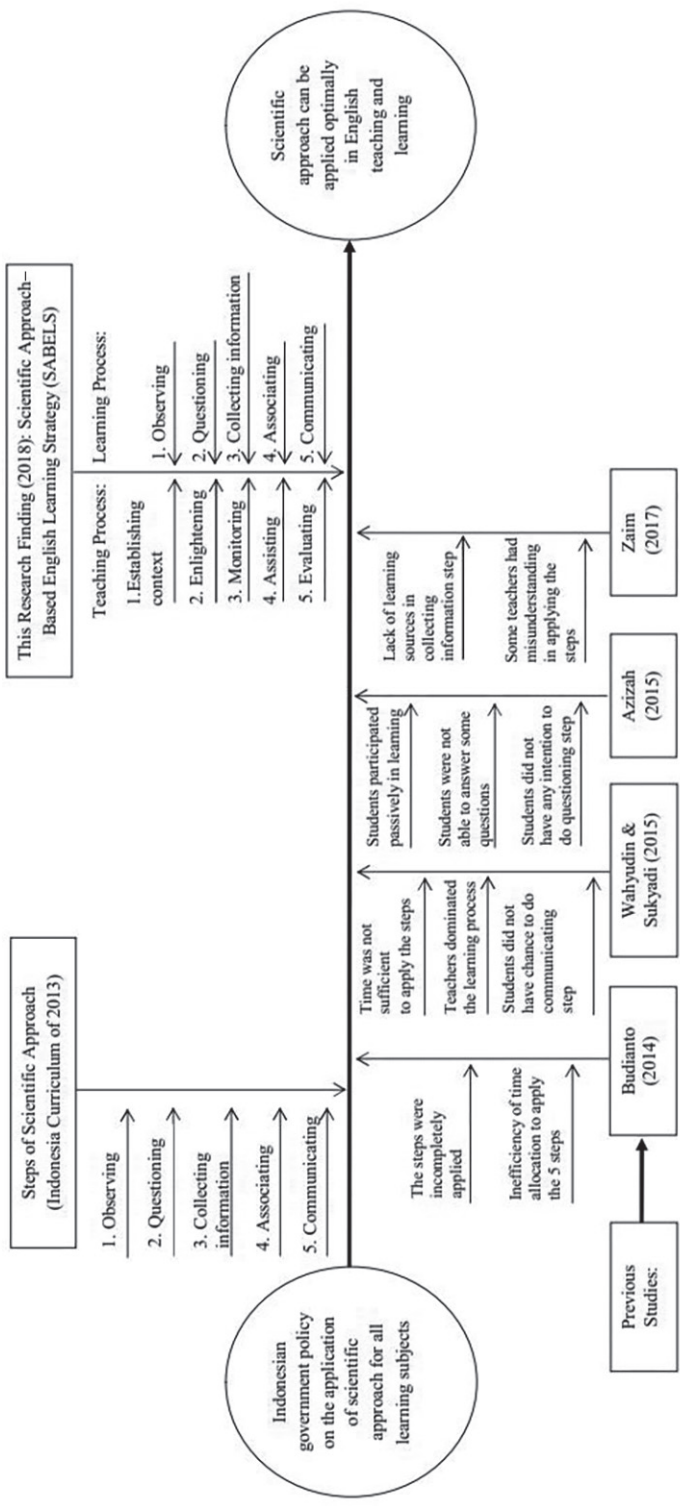 Indonesian
government policy
on the application
of scientific
approach for all
learning subjects
Steps of Scientific Approach
(Indonesia Curriculum of 2013)
1. Observing
2. Questioning
3. Collecting
information
4. Associating
5. Communicating
This Research Finding (2018): Scientific Approach–
Based English Learning Strategy (SABELS)
Teaching Process:
1.Establishing
context
2. Enlightening
3. Monitoring
4. Assisting
5. Evaluating
Learning Process:
1. Observing
2. Questioning
3. Collecting information
4. Associating
5. Communicating
Scientific
approach can be
applied optimally
in English
teaching and
learning
Previous
Studies:
The steps were
incompletely
applied
Inefficiency of time
allocation to apply
the 5 steps
Budianto
(2014)
Time was not
sufficient
to apply the steps
Teachers dominated
the learning process
Students did not
have chance to do
communicating
step
Wahyudin &
Sukyadi (2015)
Students participated
passively in learning
Students were not
able to answer some
questions
Students did not
have any intention to
do questioning step
Azizah
(2015)
Lack of learning
sources in
collecting
information step
Some teachers had
misunderstanding
in applying the
steps
Zaim
(2017)